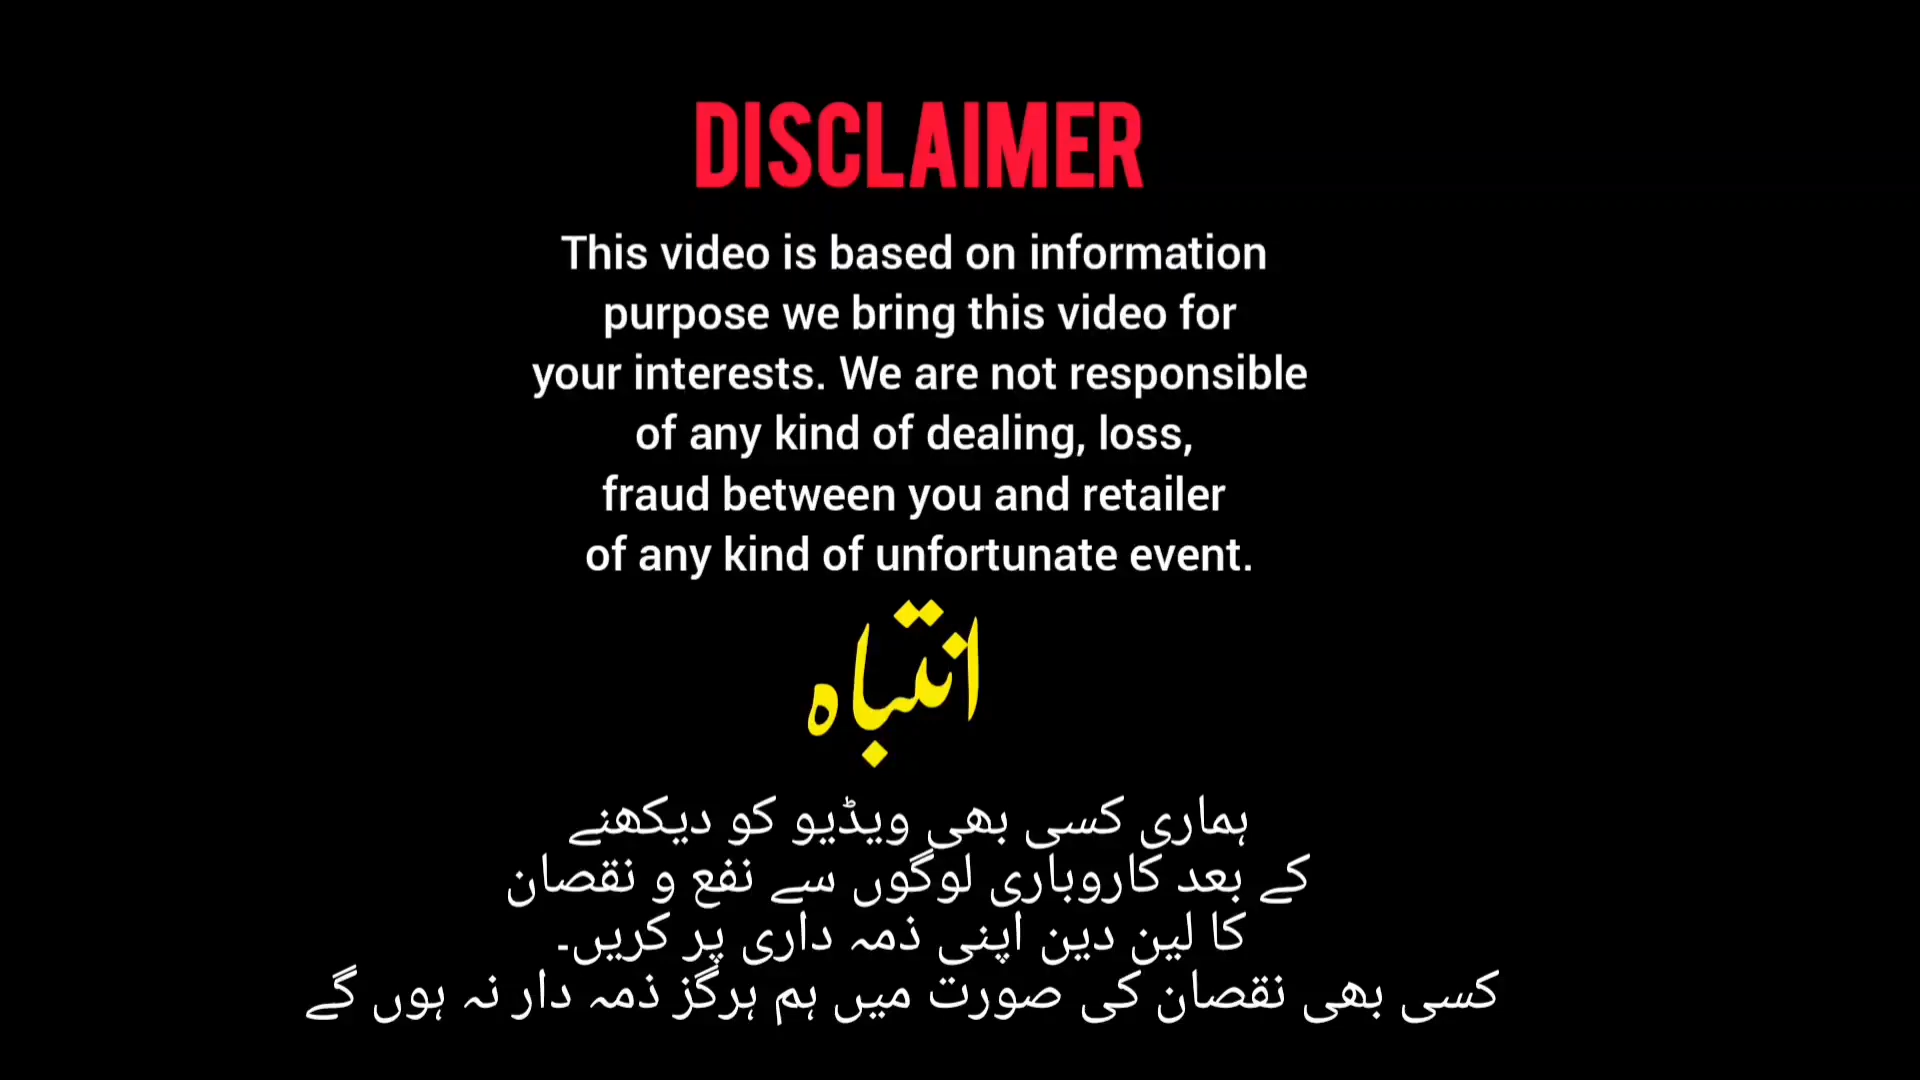 DISCLAIMER
This video is based on information
purpose we bring this video for
your interests. We are not responsible
of any kind of dealing, loss,
fraud between you and retailer
of any kind of unfortunate event.
انتباہ
ہماری کسی بھی ویڈیو کو دیکھنے
کے بعد کاروباری لوگوں سے نفع و نقصان
کا لین دین اپنی ذمہ داری پر کریں۔
کسی بھی نقصان کی صورت میں ہم ہرگز ذمہ دار نہ ہوں گے